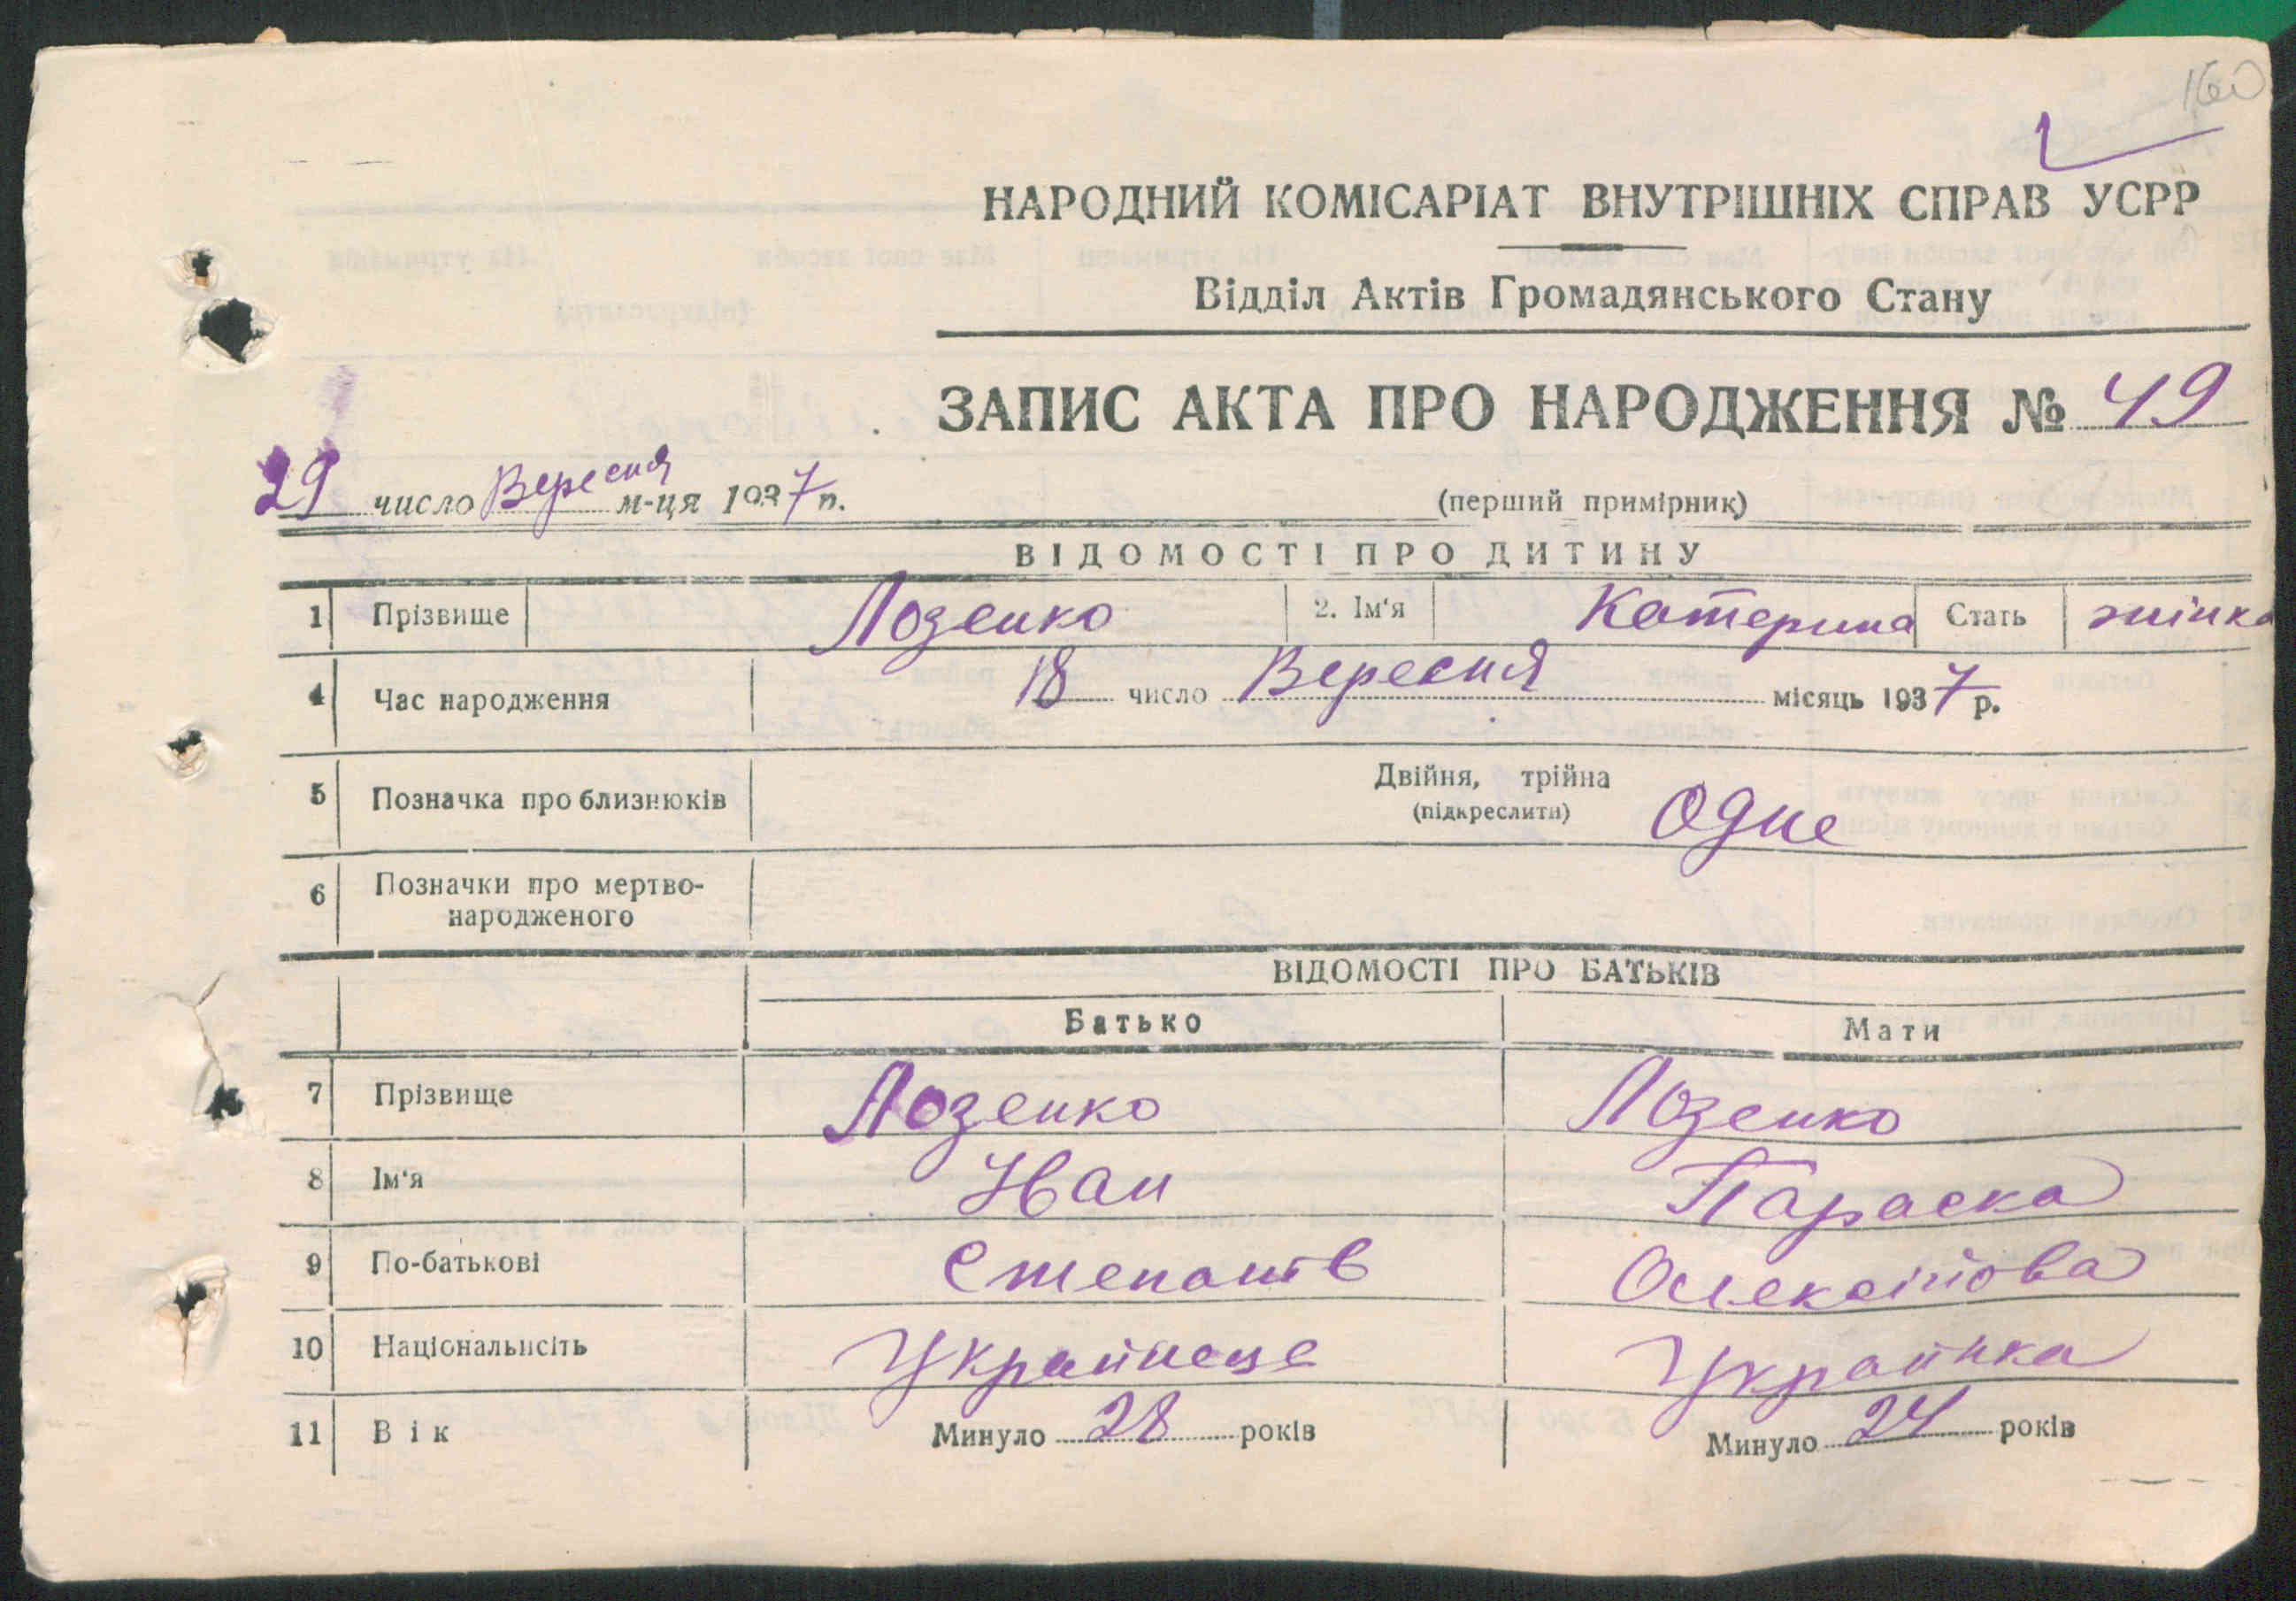 160
НАРОДНИЙ КОМІСАРІАТ ВНУТРІШНІХ СПРАВ УСРР
Відділ Актів Громадянського Стану
ЗАПИС АКТА ПРО НАРОДЖЕННЯ № 49
29 число Вересня м-ця 1937 р.
(перший примірник)
ВІДОМОСТІ ПРО ДИТИНУ
1 Прізвище Лозенко 2. Ім'я Катерина Стать жінка
4 Час народження 18 число Вересня місяць 1937 р.
5 Позначка про близнюків Двійня, трійна
(підкреслити) Одне
6 Позначки про мертво-
народженого
ВІДОМОСТІ ПРО БАТЬКІВ
Батько Мати
7 Прізвище Лозенко Лозенко
8 Ім'я Іван Параска
9 По-батькові Степанів Олексіїова
10 Національність Українець Українка
11 Вік Минуло 28 років Минуло 24 років